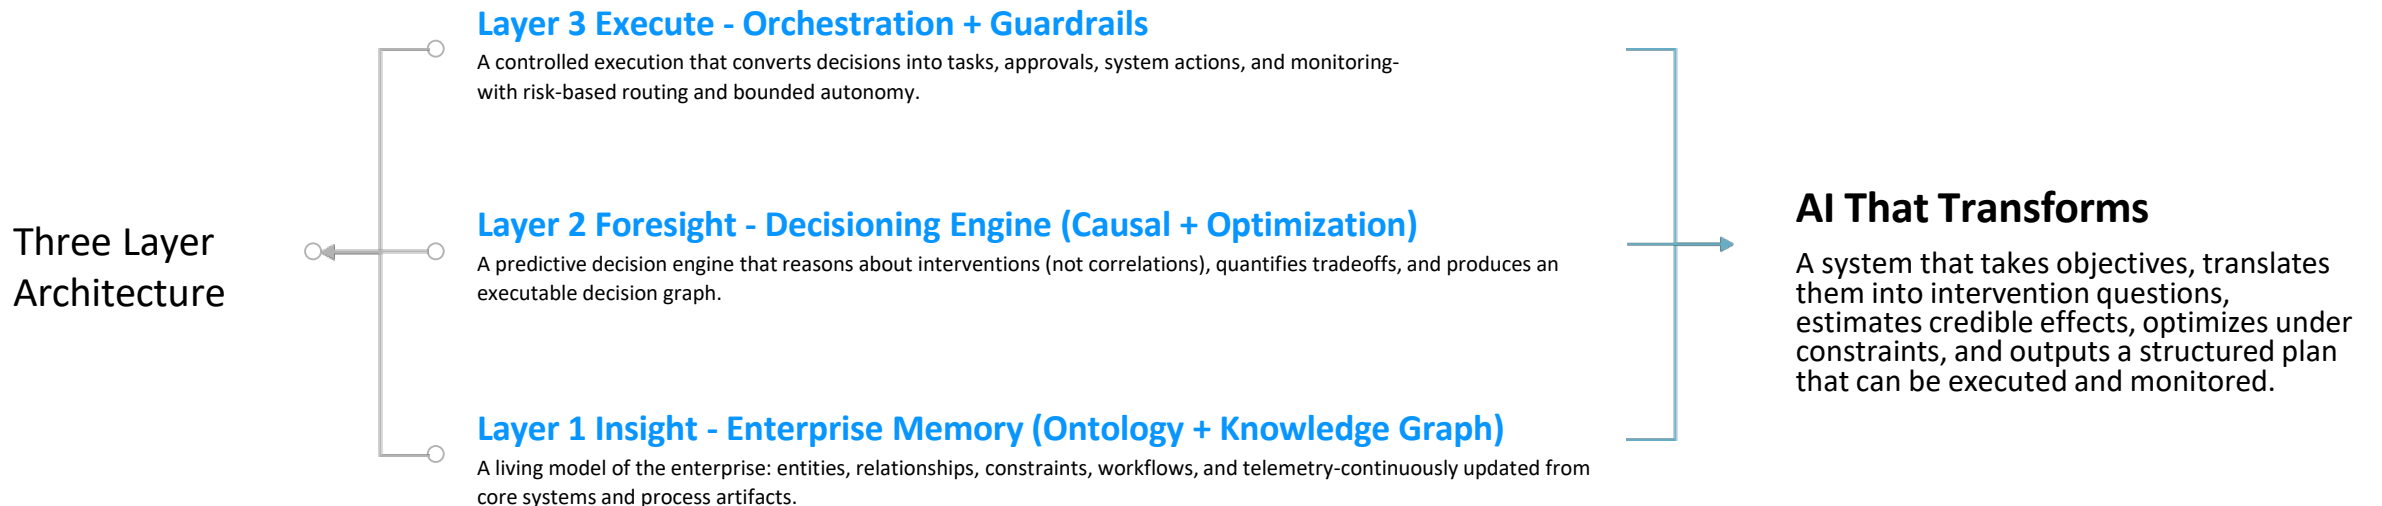 Three Layer
Architecture
Layer 3 Execute - Orchestration + Guardrails
A controlled execution that converts decisions into tasks, approvals, system actions, and monitoring-
with risk-based routing and bounded autonomy.
Layer 2 Foresight - Decisioning Engine (Causal + Optimization)
A predictive decision engine that reasons about interventions (not correlations), quantifies tradeoffs, and produces an
executable decision graph.
Layer 1 Insight - Enterprise Memory (Ontology + Knowledge Graph)
A living model of the enterprise: entities, relationships, constraints, workflows, and telemetry-continuously updated from
core systems and process artifacts.
AI That Transforms
A system that takes objectives, translates
them into intervention questions,
estimates credible effects, optimizes under
constraints, and outputs a structured plan
that can be executed and monitored.